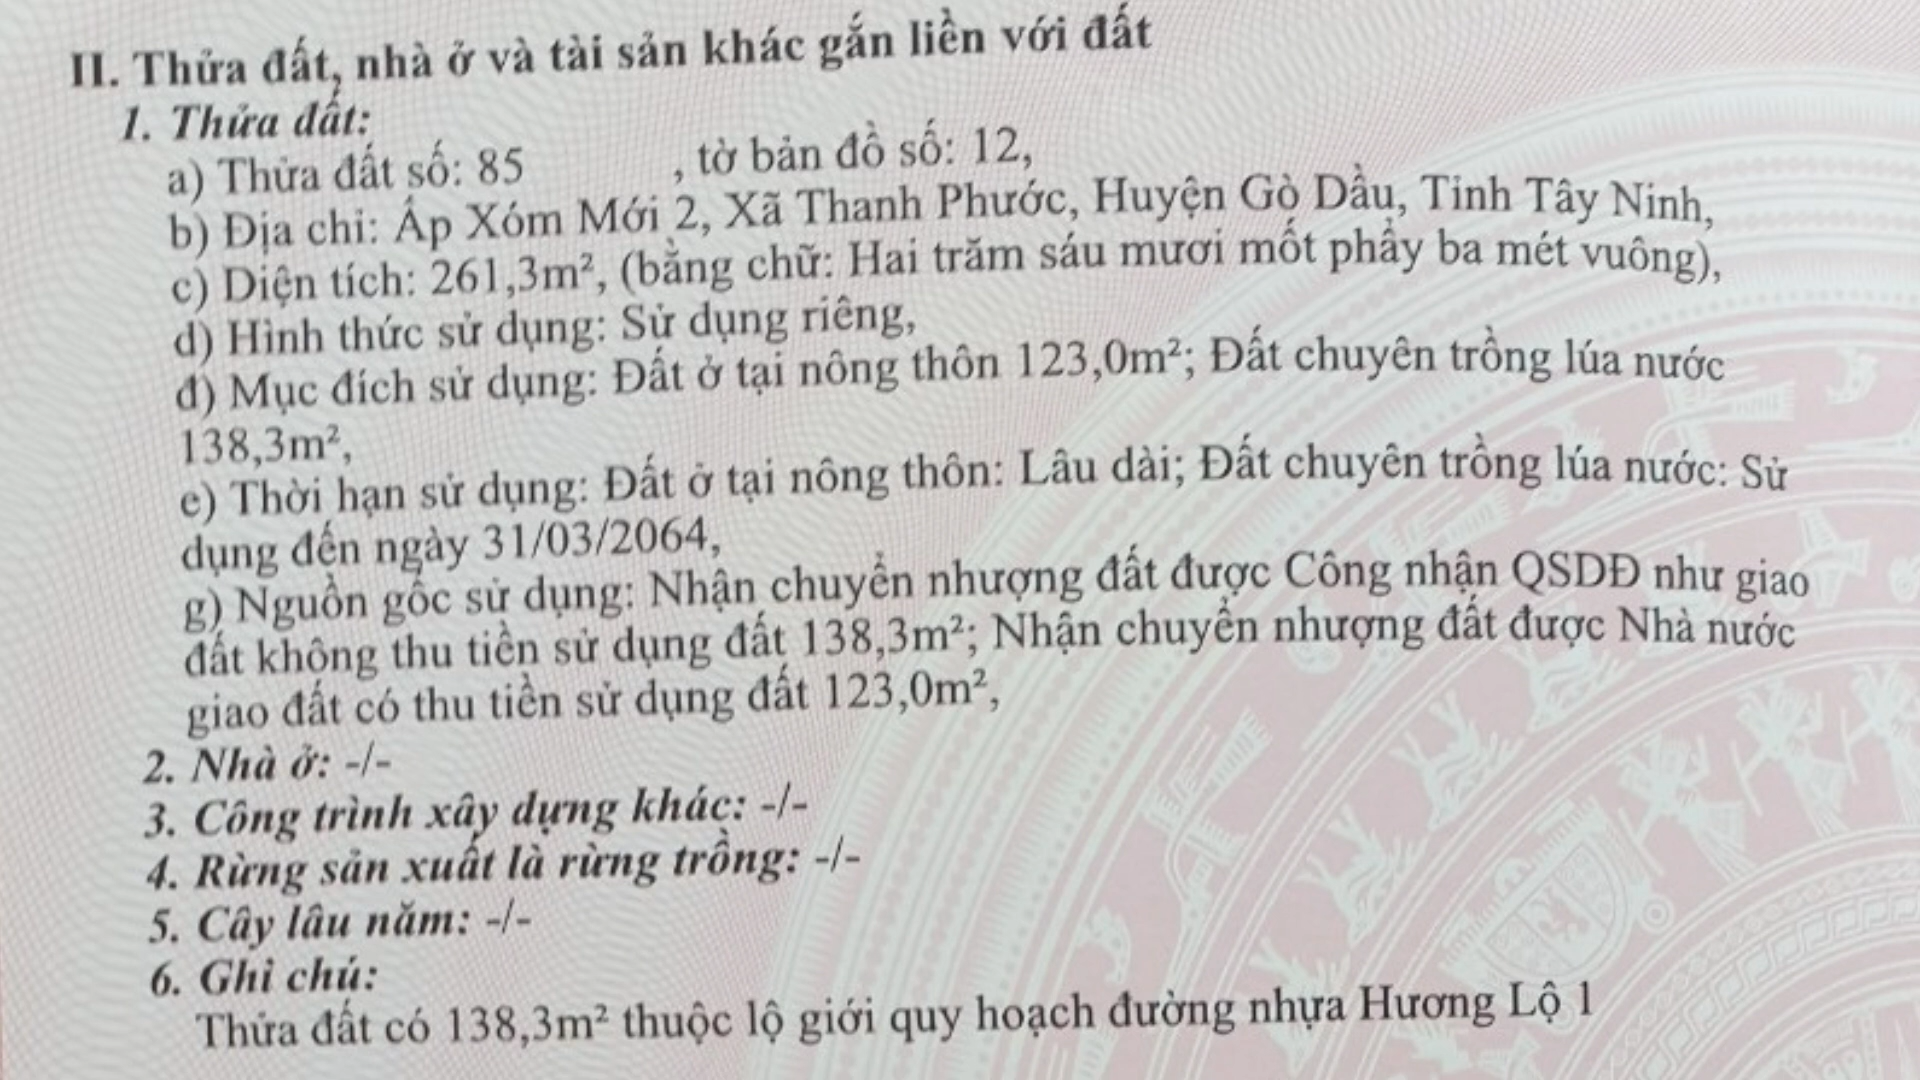 II. Thửa đất, nhà ở và tài sản khác gắn liền với đất
1. Thửa đất:
a) Thửa đất số: 85 , tờ bản đồ số: 12,
b) Địa chỉ: Ấp Xóm Mới 2, Xã Thanh Phước, Huyện Gò Dầu, Tỉnh Tây Ninh,
c) Diện tích: 261,3m², (bằng chữ: Hai trăm sáu mươi mốt phẩy ba mét vuông),
d) Hình thức sử dụng: Sử dụng riêng,
đ) Mục đích sử dụng: Đất ở tại nông thôn 123,0m²; Đất chuyên trồng lúa nước
138,3m²,
e) Thời hạn sử dụng: Đất ở tại nông thôn: Lâu dài; Đất chuyên trồng lúa nước: Sử
dụng đến ngày 31/03/2064,
g) Nguồn gốc sử dụng: Nhận chuyển nhượng đất được Công nhận QSDĐ như giao
đất không thu tiền sử dụng đất 138,3m²; Nhận chuyển nhượng đất được Nhà nước
giao đất có thu tiền sử dụng đất 123,0m²,
2. Nhà ở: -/-
3. Công trình xây dựng khác: -/-
4. Rừng sản xuất là rừng trồng: -/-
5. Cây lâu năm: -/-
6. Ghi chú:
Thửa đất có 138,3m² thuộc lộ giới quy hoạch đường nhựa Hương Lộ 1